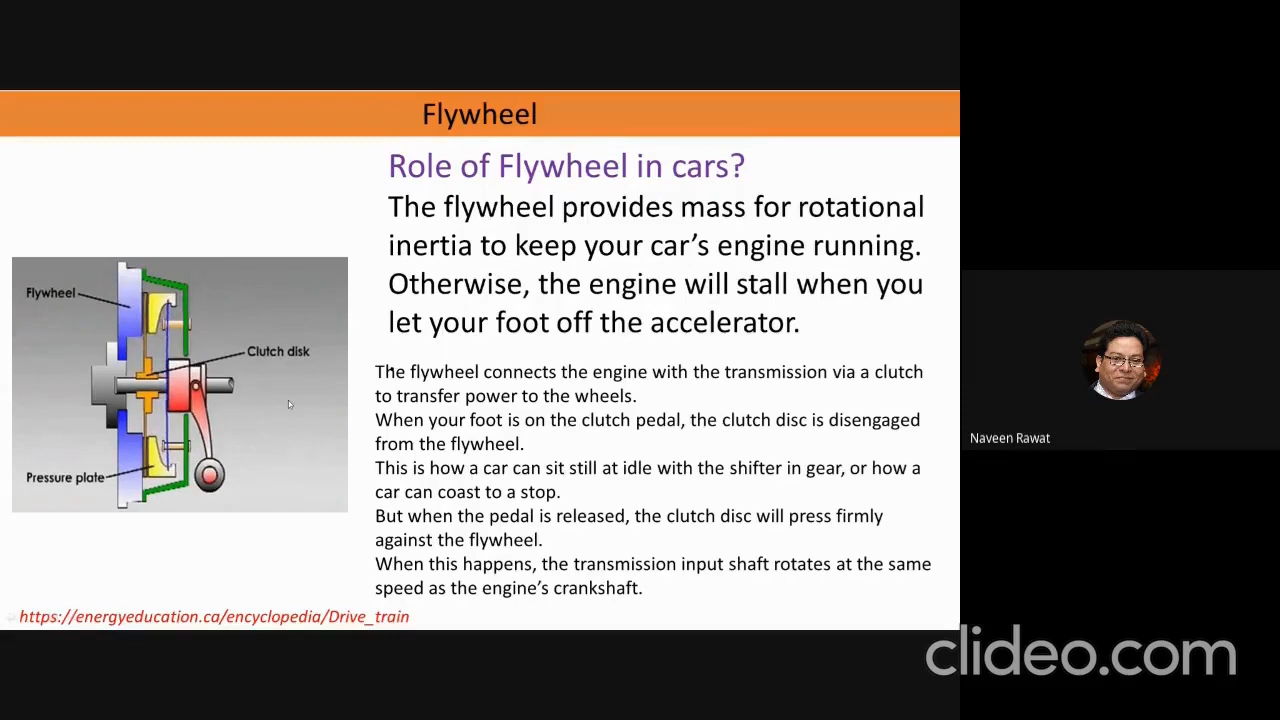 Flywheel
Role of Flywheel in cars?
The flywheel provides mass for rotational
inertia to keep your car’s engine running.
Otherwise, the engine will stall when you
let your foot off the accelerator.
Flywheel
Clutch disk
Pressure plate
The flywheel connects the engine with the transmission via a clutch
to transfer power to the wheels.
When your foot is on the clutch pedal, the clutch disc is disengaged
from the flywheel.
This is how a car can sit still at idle with the shifter in gear, or how a
car can coast to a stop.
But when the pedal is released, the clutch disc will press firmly
against the flywheel.
When this happens, the transmission input shaft rotates at the same
speed as the engine’s crankshaft.
https://energyeducation.ca/encyclopedia/Drive_train
Naveen Rawat
clideo.com